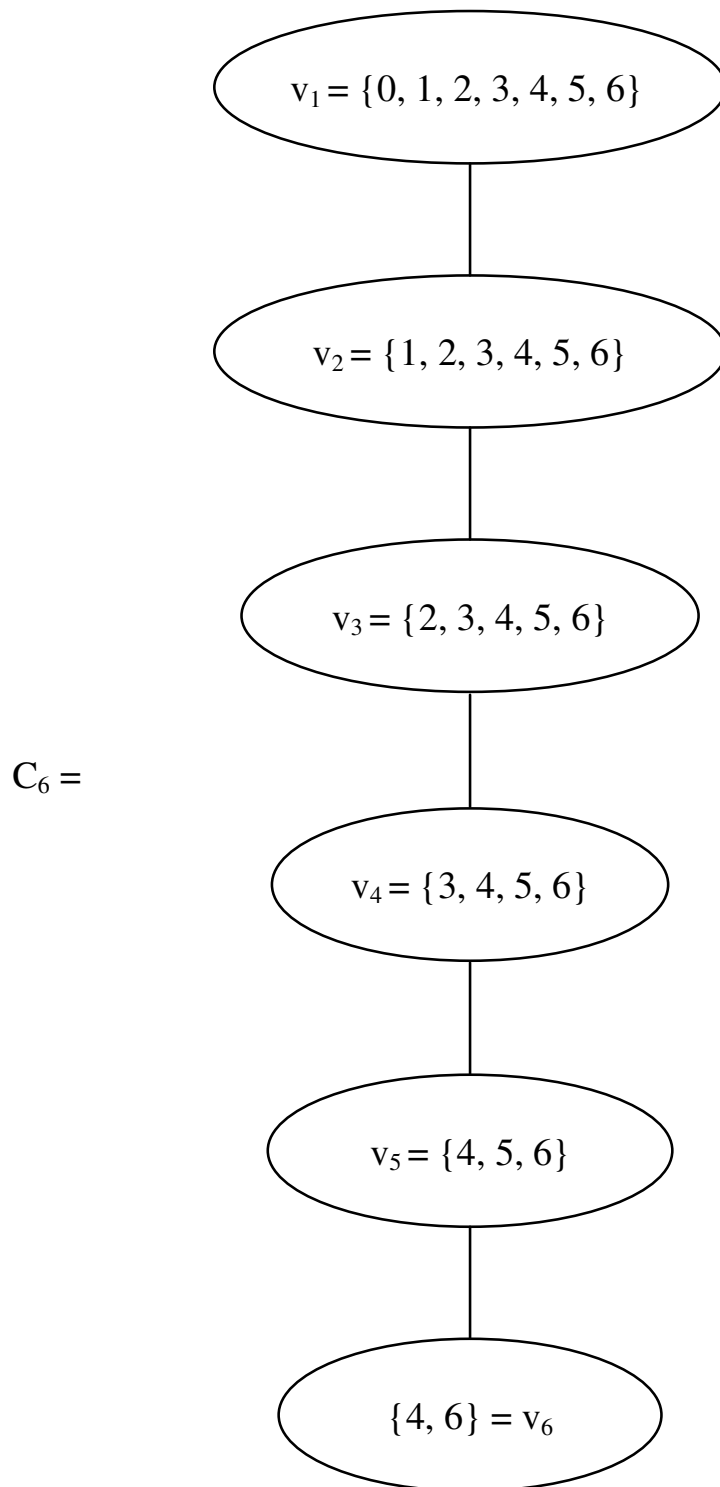 v₁ = {0, 1, 2, 3, 4, 5, 6}
v₂ = {1, 2, 3, 4, 5, 6}
v₃ = {2, 3, 4, 5, 6}
C₆ =
v₄ = {3, 4, 5, 6}
v₅ = {4, 5, 6}
{4, 6} = v₆